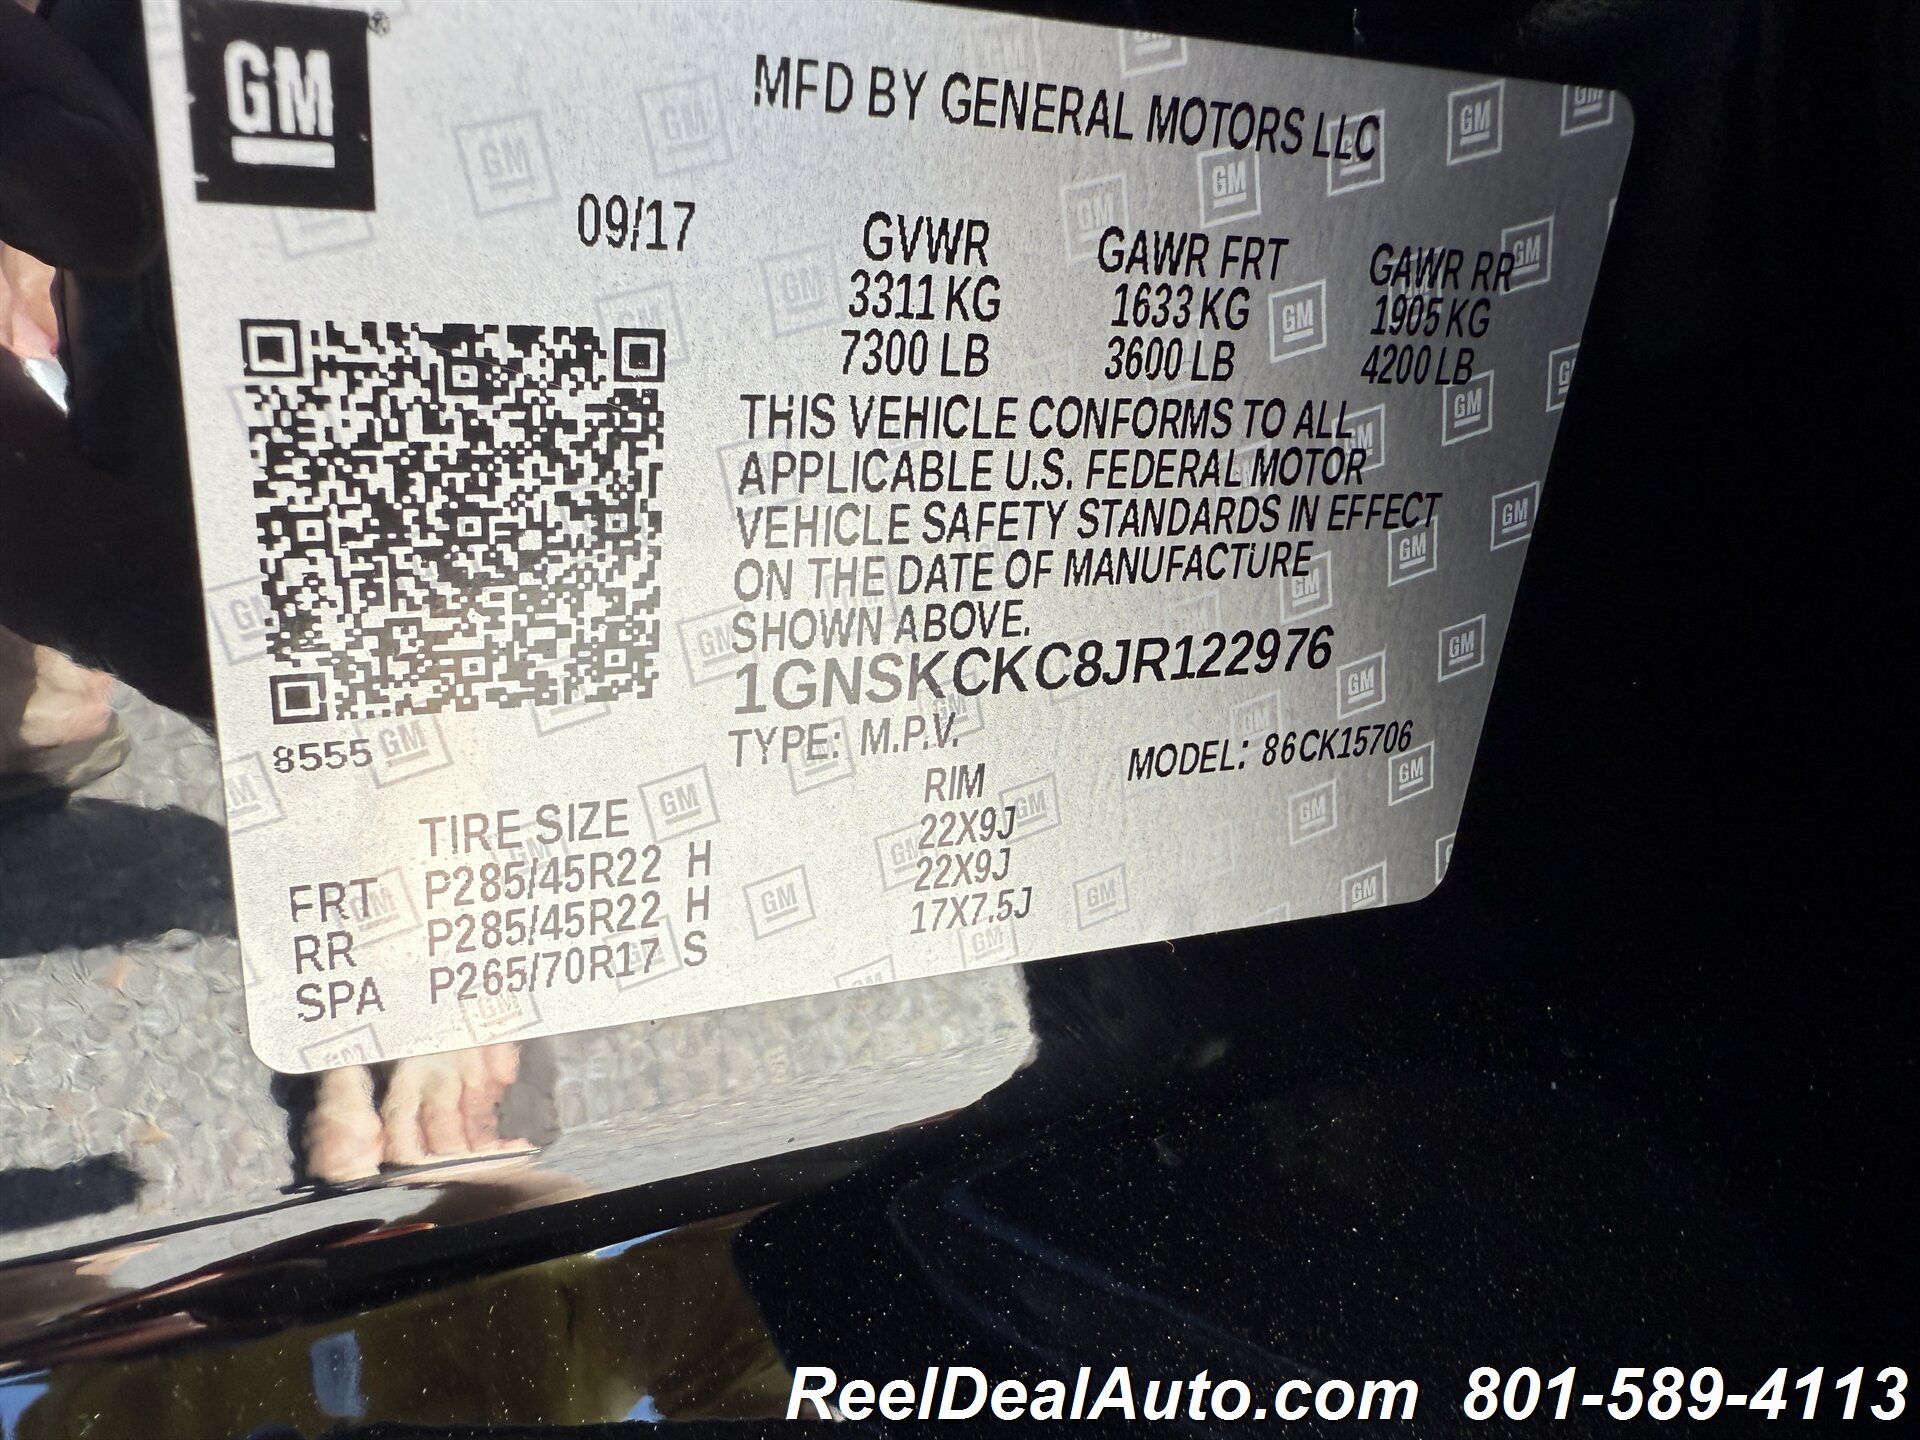 GM
MFD BY GENERAL MOTORS LLC
09/17
GVWR GAWR FRT GAWR RR
3311 KG 1633 KG 1905 KG
7300 LB 3600 LB 4200 LB
THIS VEHICLE CONFORMS TO ALL
APPLICABLE U.S. FEDERAL MOTOR
VEHICLE SAFETY STANDARDS IN EFFECT
ON THE DATE OF MANUFACTURE
SHOWN ABOVE.
1GNSKCKC8JR122976
8555
TYPE: M.P.V. MODEL: 86CK15706
TIRE SIZE RIM
FRT P285/45R22 H 22X9J
RR P285/45R22 H 22X9J
SPA P265/70R17 S 17X7.5J
ReelDealAuto.com 801-589-4113